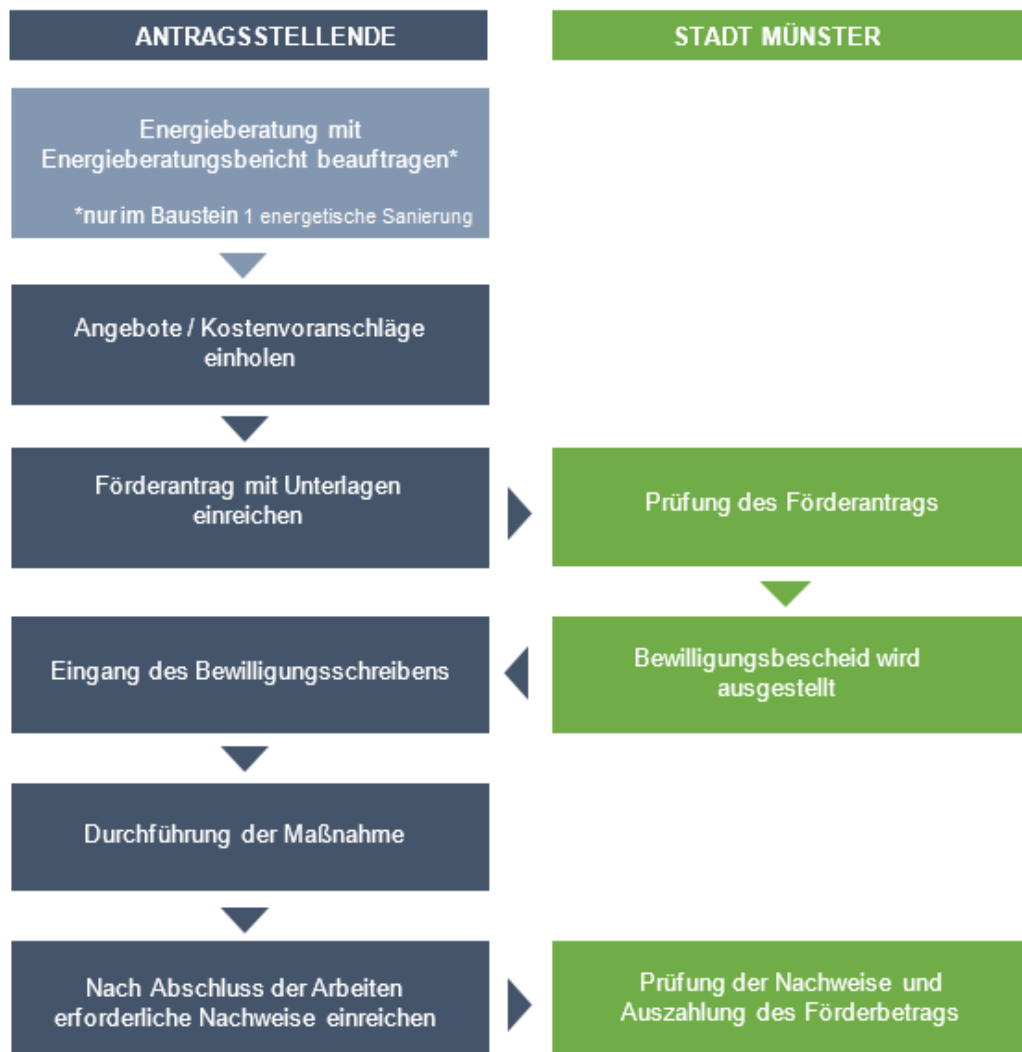 ANTRAGSSTELLENDE
STADT MÜNSTER
Energieberatung mit
Energieberatungsbericht beauftragen*
*nur im Baustein 1 energetische Sanierung
Angebote / Kostenvoranschläge
einholen
Förderantrag mit Unterlagen
einreichen
Prüfung des Förderantrags
Bewilligungsbescheid wird
ausgestellt
Eingang des Bewilligungsschreibens
Durchführung der Maßnahme
Nach Abschluss der Arbeiten
erforderliche Nachweise einreichen
Prüfung der Nachweise und
Auszahlung des Förderbetrags